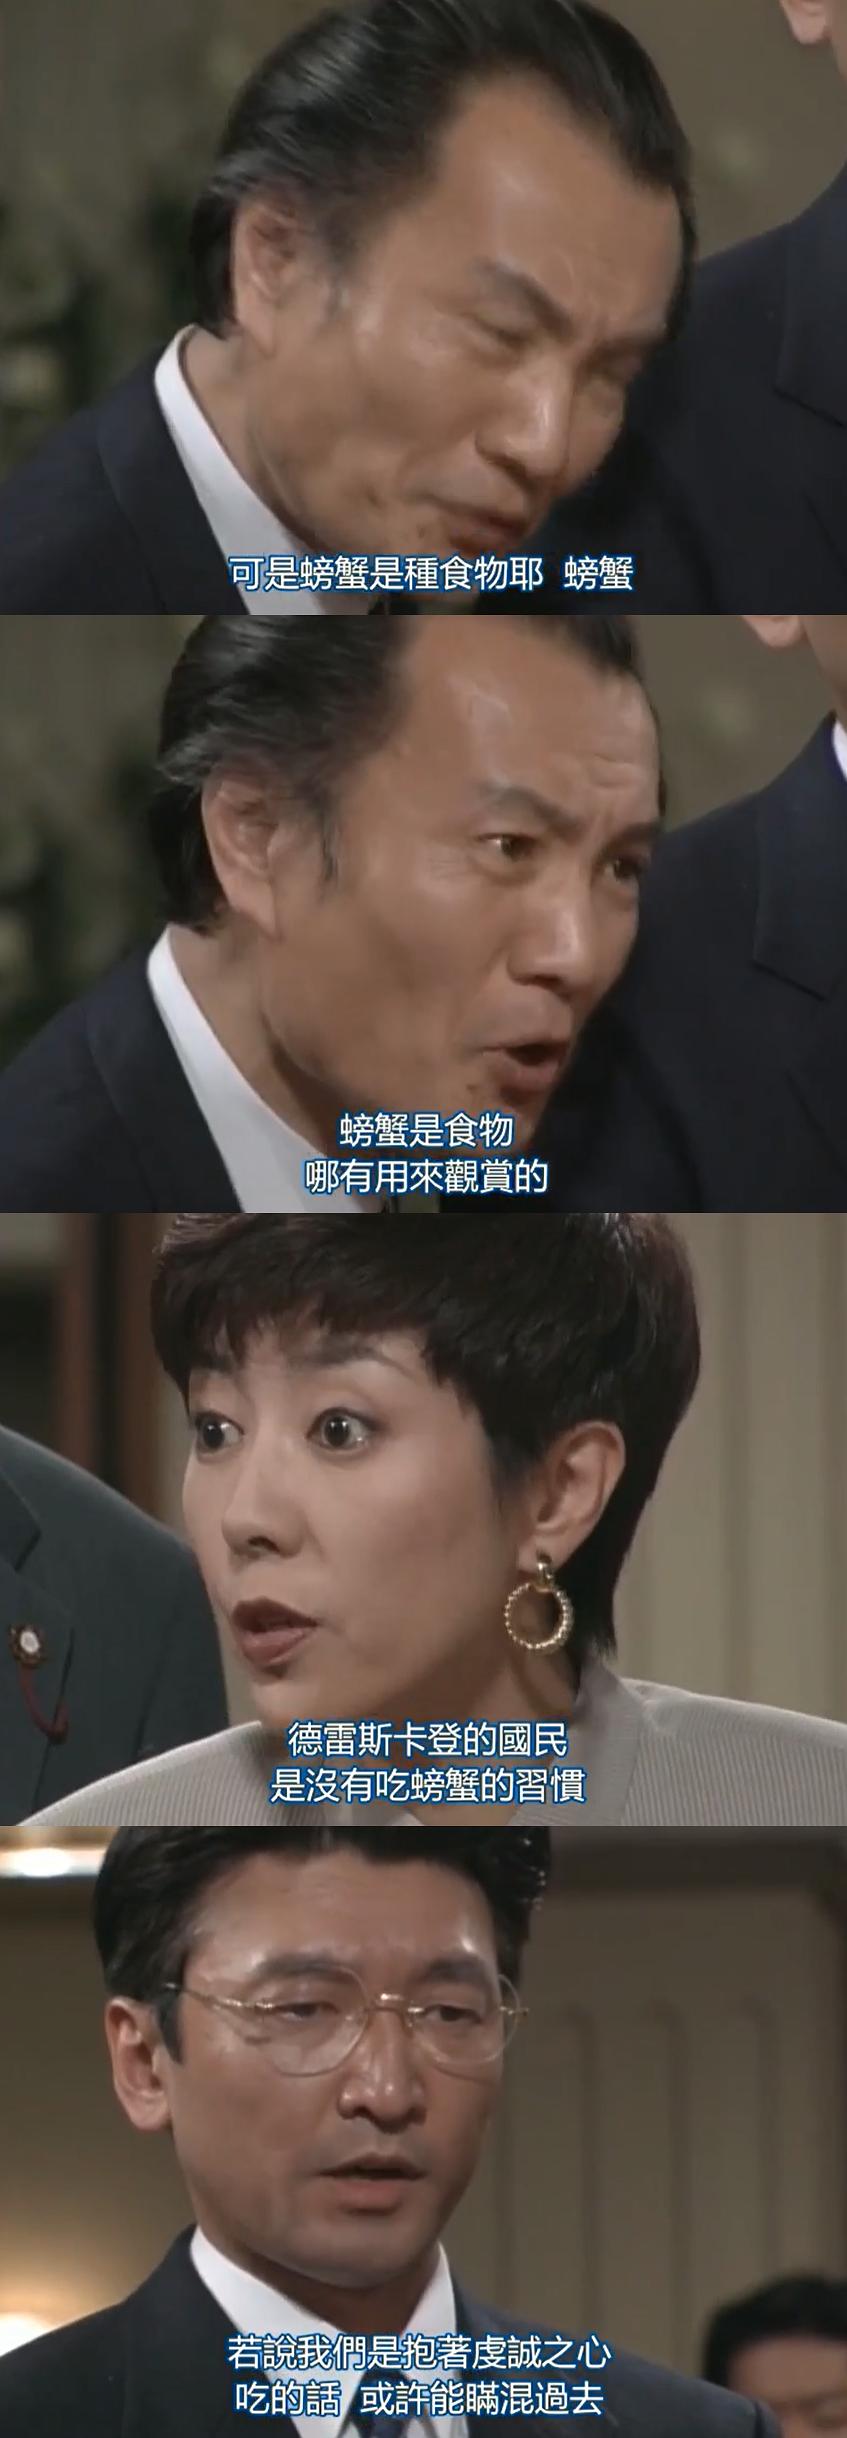 可是螃蟹是種食物耶 螃蟹
螃蟹是食物
哪有用來觀賞的
德雷斯卡登的國民
是沒有吃螃蟹的習慣
若說我們是抱著虔誠之心
吃的話 或許能瞞混過去